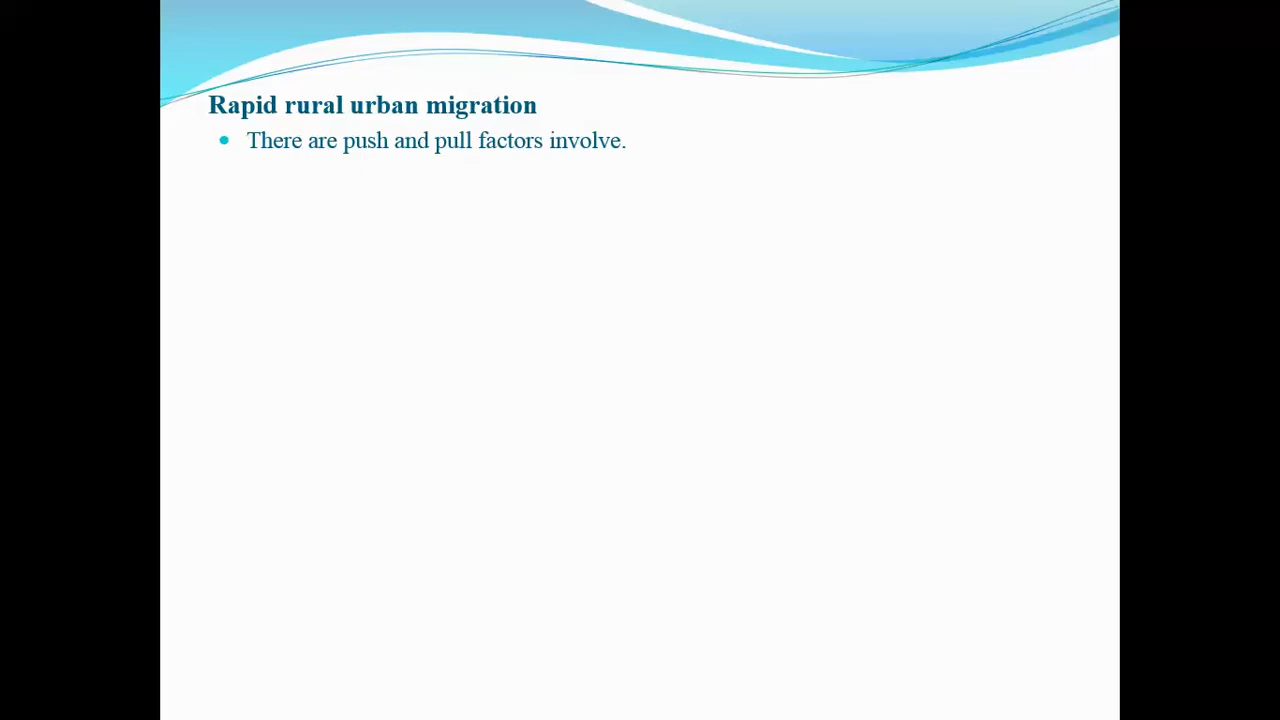 Rapid rural urban migration
There are push and pull factors involve.